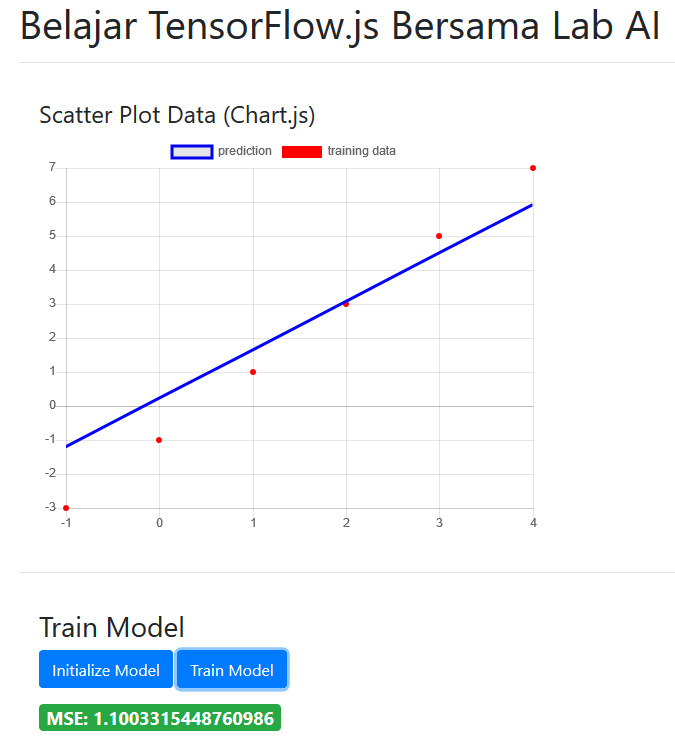 Belajar TensorFlow.js Bersama Lab AI
Scatter Plot Data (Chart.js)
prediction training data
7
6
5
4
3
2
1
0
-1
-2
-3
-1 0 1 2 3 4
Train Model
Initialize Model Train Model
MSE: 1.1003315448760986